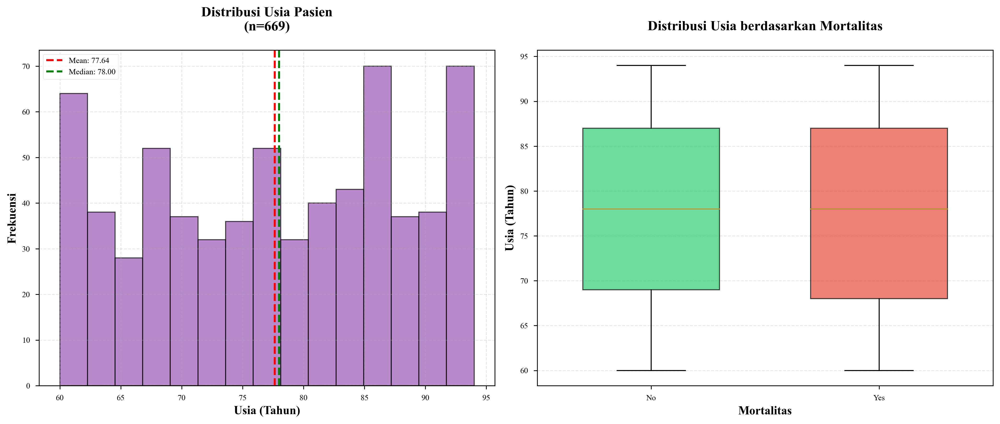 Distribusi Usia Pasien
(n=669)
Mean: 77.64
Median: 78.00
70
60
50
40
30
20
10
0
Frekuensi
60 65 70 75 80 85 90 95
Usia (Tahun)
Distribusi Usia berdasarkan Mortalitas
95
90
85
80
75
70
65
60
Usia (Tahun)
No Yes
Mortalitas